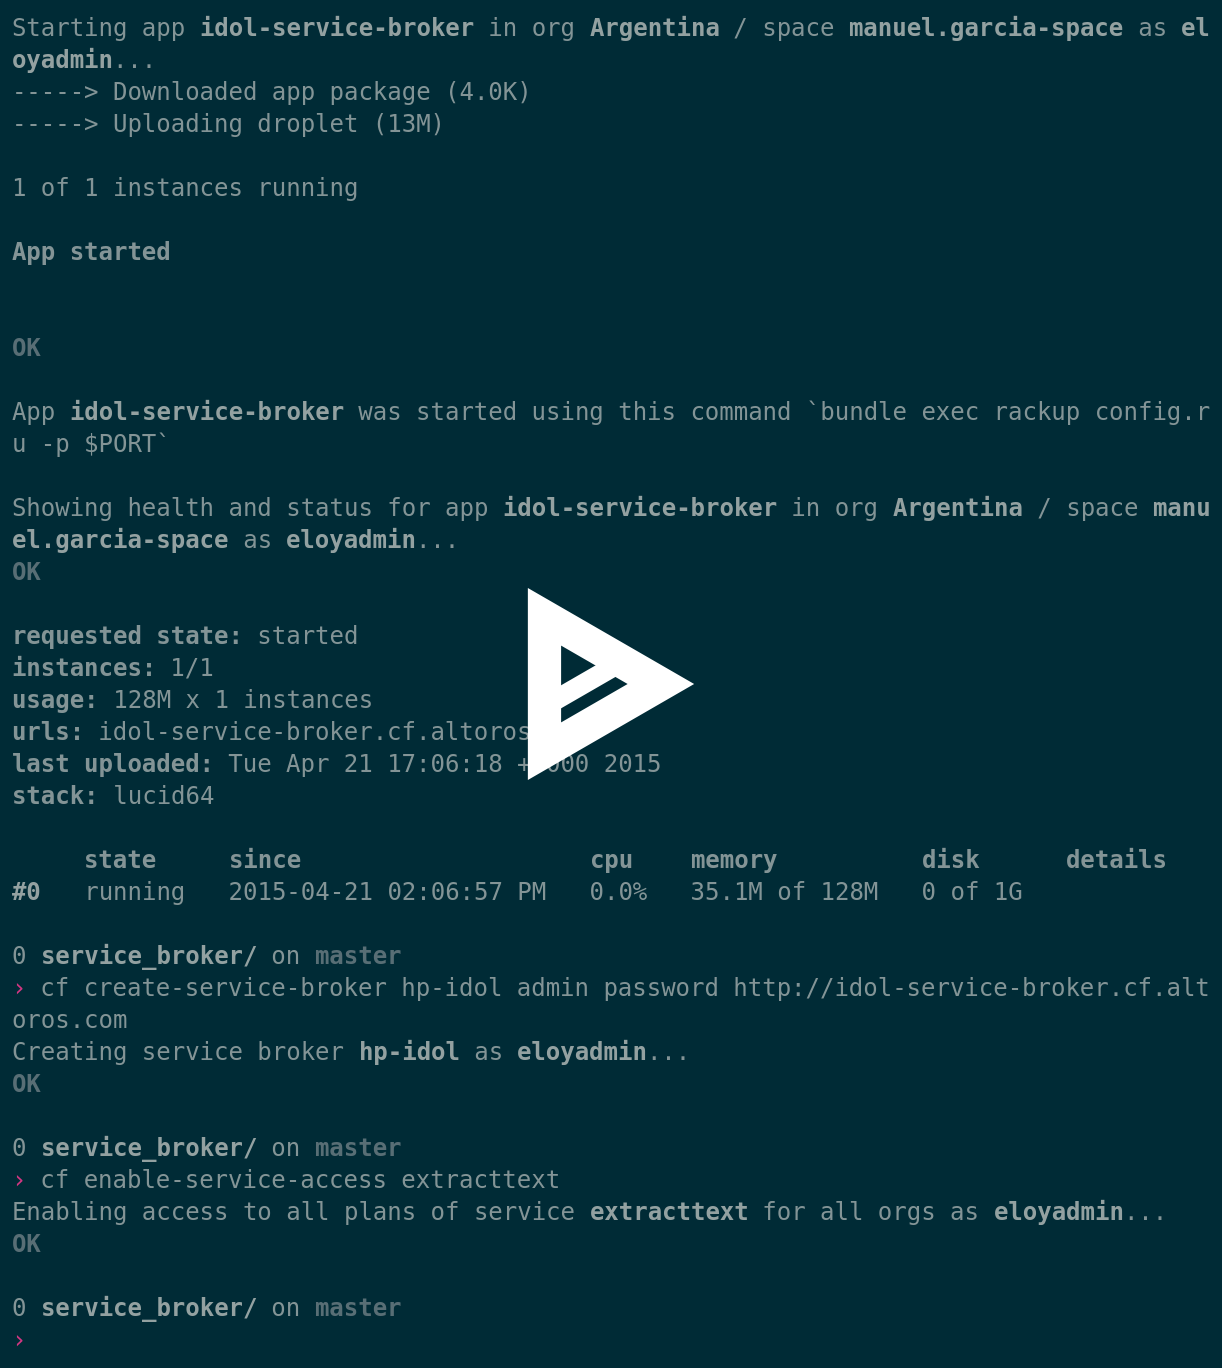 Starting app idol-service-broker in org Argentina / space manuel.garcia-space as el
oyadmin...
-----> Downloaded app package (4.0K)
-----> Uploading droplet (13M)
1 of 1 instances running
App started
OK
App idol-service-broker was started using this command `bundle exec rackup config.r
u -p $PORT`
Showing health and status for app idol-service-broker in org Argentina / space manu
el.garcia-space as eloyadmin...
OK
requested state: started
instances: 1/1
usage: 128M x 1 instances
urls: idol-service-broker.cf.altoros
last uploaded: Tue Apr 21 17:06:18 + 000 2015
stack: lucid64
state since cpu memory disk details
#0 running 2015-04-21 02:06:57 PM 0.0% 35.1M of 128M 0 of 1G
0 service_broker/ on master
› cf create-service-broker hp-idol admin password http://idol-service-broker.cf.alt
oros.com
Creating service broker hp-idol as eloyadmin...
OK
0 service_broker/ on master
› cf enable-service-access extracttext
Enabling access to all plans of service extracttext for all orgs as eloyadmin...
OK
0 service_broker/ on master
›